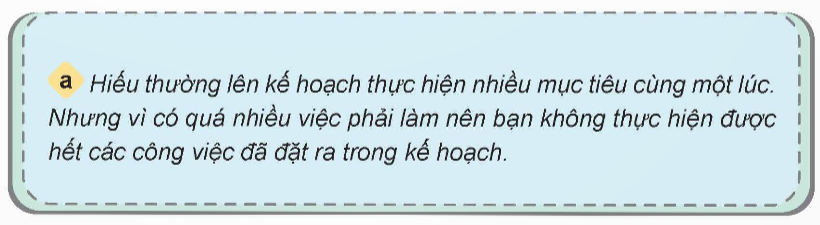 a Hiếu thường lên kế hoạch thực hiện nhiều mục tiêu cùng một lúc.
Nhưng vì có quá nhiều việc phải làm nên bạn không thực hiện được
hết các công việc đã đặt ra trong kế hoạch.